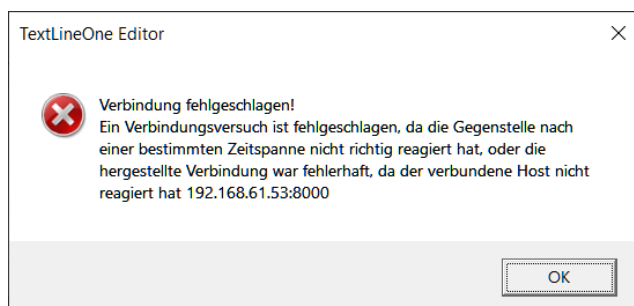 TextLineOne Editor
Verbindung fehlgeschlagen!
Ein Verbindungsversuch ist fehlgeschlagen, da die Gegenstelle nach
einer bestimmten Zeitspanne nicht richtig reagiert hat, oder die
hergestellte Verbindung war fehlerhaft, da der verbundene Host nicht
reagiert hat 192.168.61.53:8000
OK